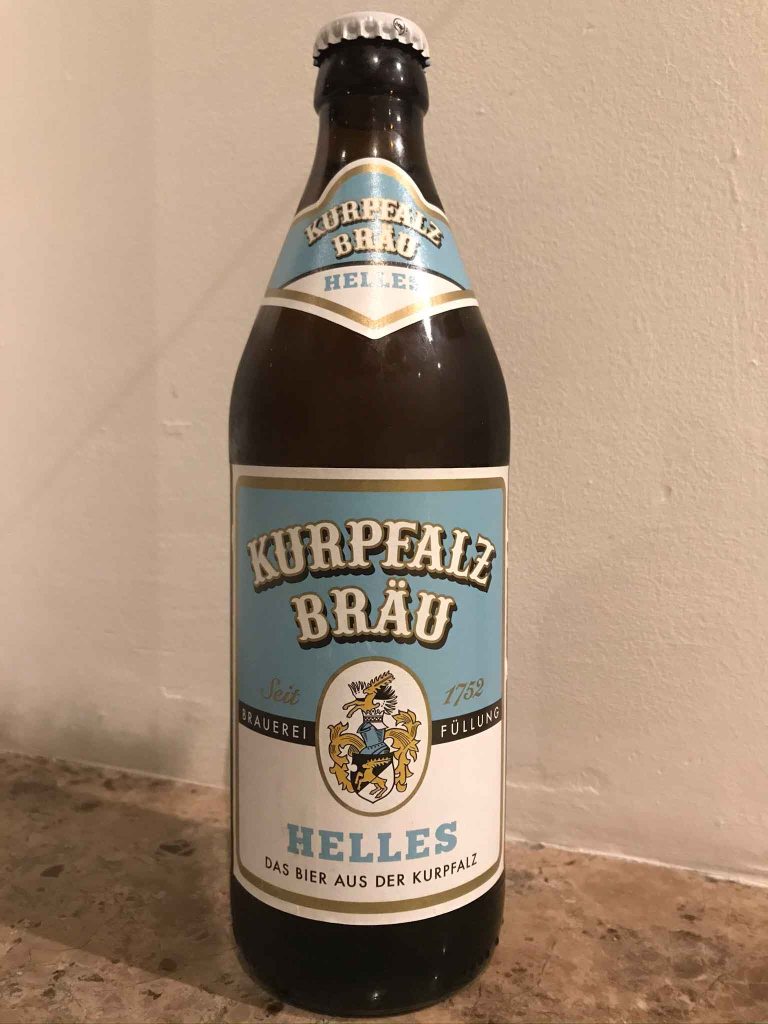 KURPFALZ
BRÄU
HELLES
KURPFALZ
BRÄU
Seit 1752
BRAUEREI FÜLLUNG
HELLES
DAS BIER AUS DER KURPFALZ